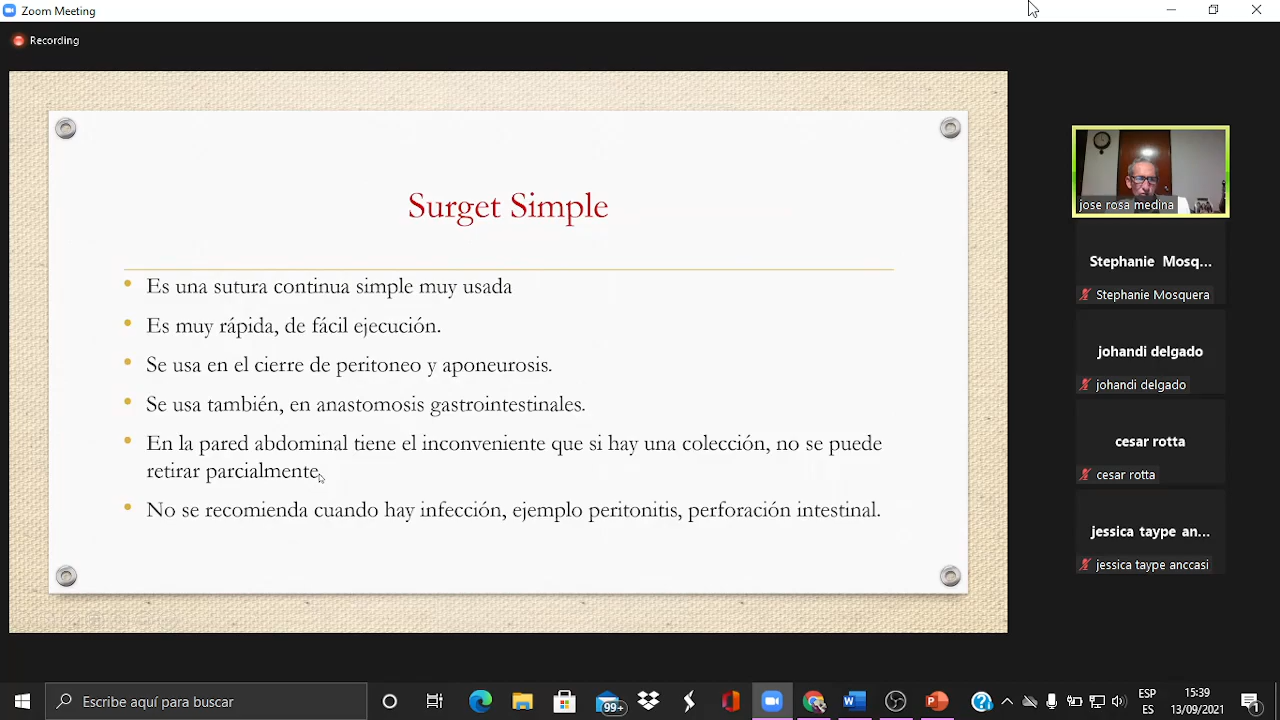 Zoom Meeting
Recording
Surget Simple
Es una sutura continua simple muy usada
Es muy rápida, de fácil ejecución.
Se usa en el cierre de peritoneo y aponeurosis.
Se usa también, en anastomosis gastrointestinales.
En la pared abdominal tiene el inconveniente que si hay una colección, no se puede
retirar parcialmente.
No se recomienda cuando hay infección, ejemplo peritonitis, perforación intestinal.
jose rosa medina
Stephanie Mosq...
Stephanie Mosquera
johandi delgado
johandi delgado
cesar rotta
cesar rotta
jessica taype an...
jessica taype anccasi
Escribe aquí para buscar
99+
ESP
ES
15:39
13/09/2021
1